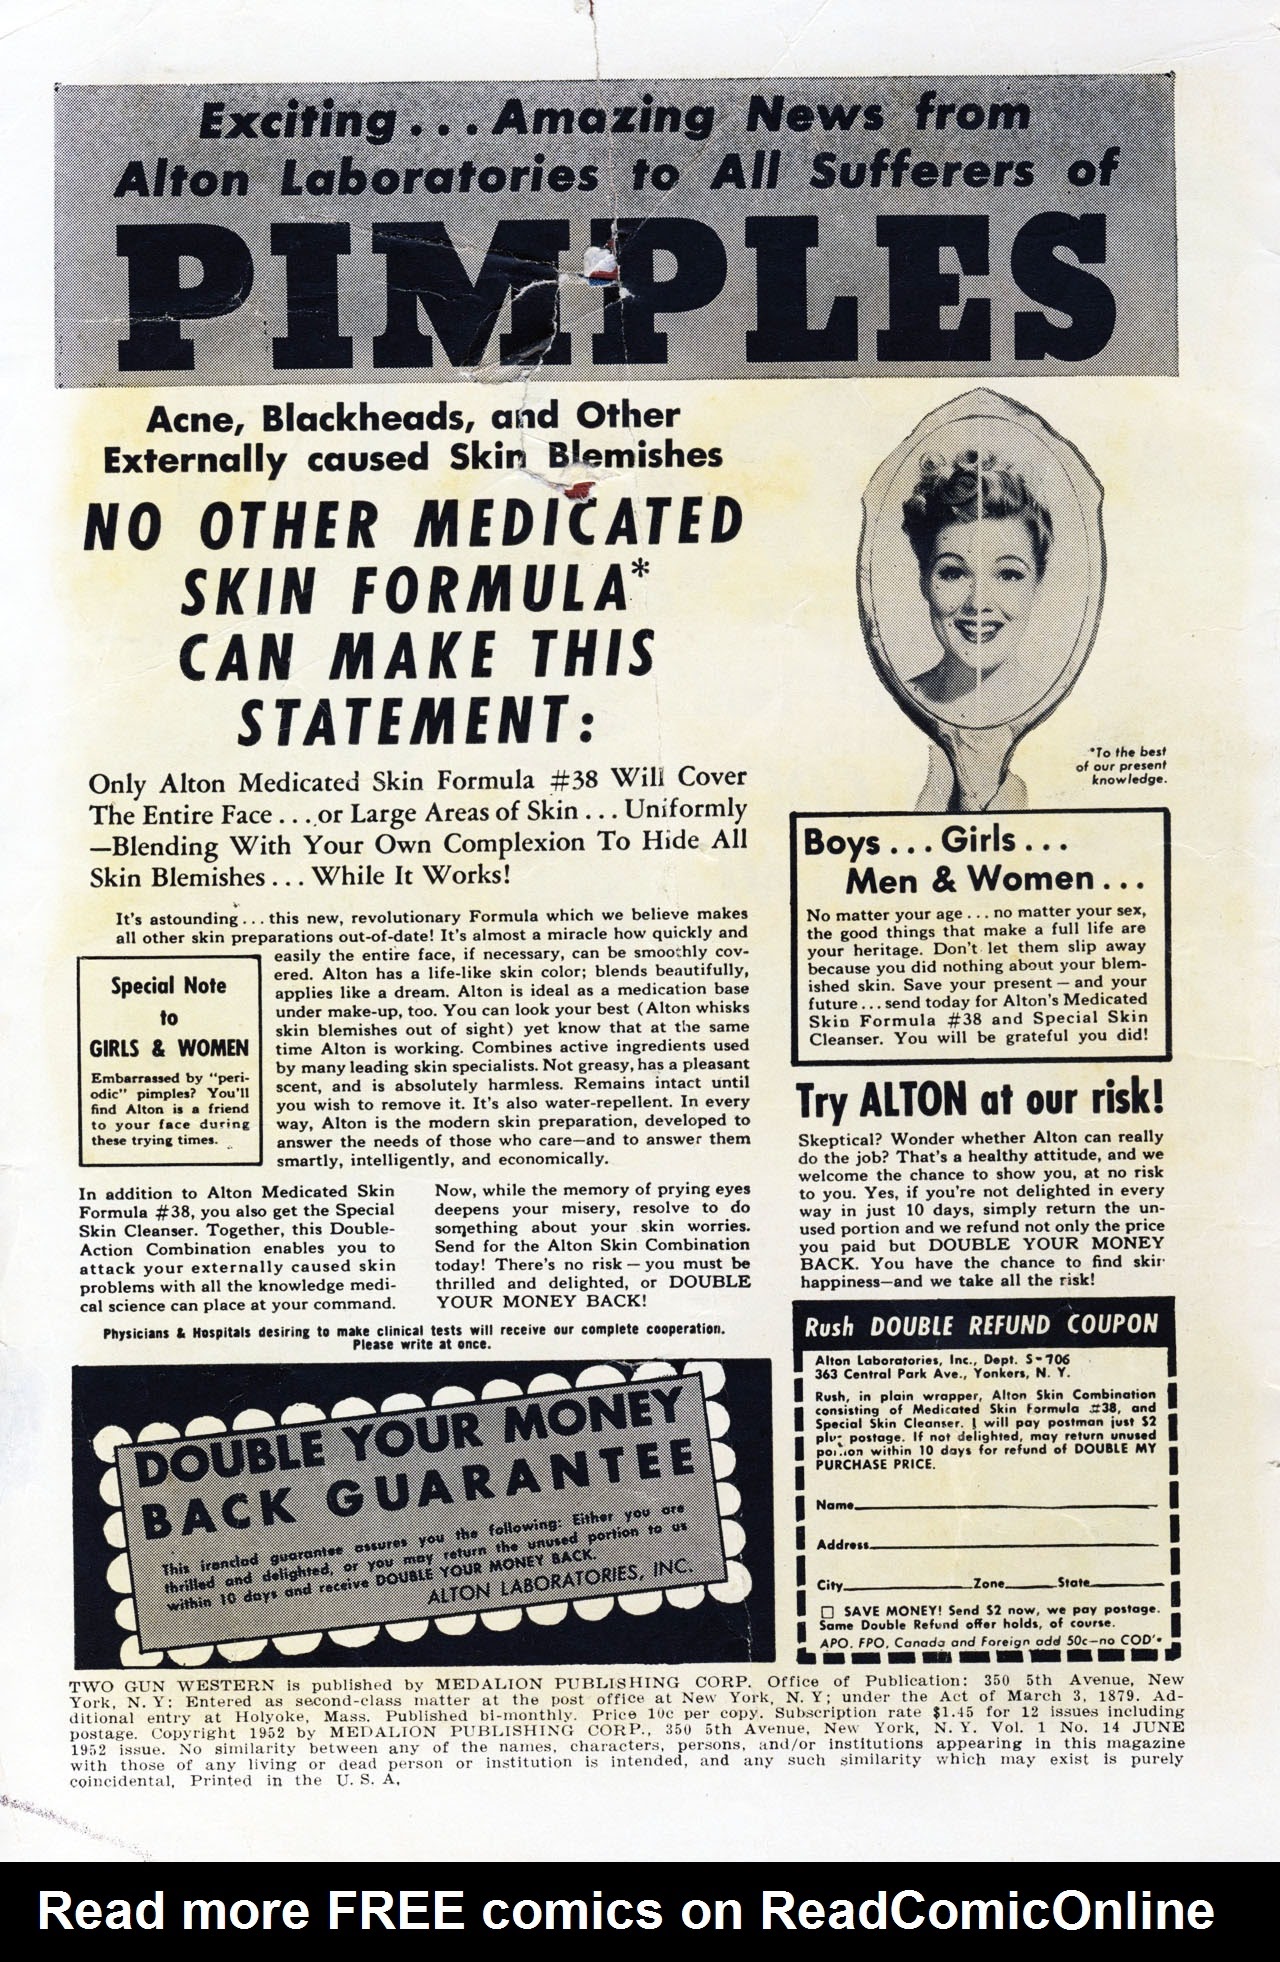 Exciting... Amazing News from
Alton Laboratories to All Sufferers of
PIMPLES
Acne, Blackheads, and Other
Externally caused Skin Blemishes
NO OTHER MEDICATED
SKIN FORMULA*
CAN MAKE THIS
STATEMENT:
Only Alton Medicated Skin Formula #38 Will Cover
The Entire Face . . . or Large Areas of Skin . . . Uniformly
—Blending With Your Own Complexion To Hide All
Skin Blemishes . . . While It Works!
It's astounding . . . this new, revolutionary Formula which we believe makes
all other skin preparations out-of-date! It's almost a miracle how quickly and
easily the entire face, if necessary, can be smoothly cov-
ered. Alton has a life-like skin color; blends beautifully,
applies like a dream. Alton is ideal as a medication base
under make-up, too. You can look your best (Alton whisks
skin blemishes out of sight) yet know that at the same
time Alton is working. Combines active ingredients used
by many leading skin specialists. Not greasy, has a pleasant
scent, and is absolutely harmless. Remains intact until
you wish to remove it. It's also water-repellent. In every
way, Alton is the modern skin preparation, developed to
answer the needs of those who care—and to answer them
smartly, intelligently, and economically.
Special Note
to
GIRLS & WOMEN
Embarrassed by "peri-
odic" pimples? You'll
find Alton is a friend
to your face during
these trying times.
In addition to Alton Medicated Skin
Formula #38, you also get the Special
Skin Cleanser. Together, this Double-
Action Combination enables you to
attack your externally caused skin
problems with all the knowledge medi-
cal science can place at your command.
Now, while the memory of prying eyes
deepens your misery, resolve to do
something about your skin worries.
Send for the Alton Skin Combination
today! There's no risk — you must be
thrilled and delighted, or DOUBLE
YOUR MONEY BACK!
Physicians & Hospitals desiring to make clinical tests will receive our complete cooperation.
Please write at once.
DOUBLE YOUR MONEY
BACK GUARANTEE
This ironclad guarantee assures you the following: Either you are
thrilled and delighted, or you may return the unused portion to us
within 10 days and receive DOUBLE YOUR MONEY BACK.
ALTON LABORATORIES, INC.
*To the best
of our present
knowledge.
Boys . . . Girls . . .
Men & Women . . .
No matter your age . . . no matter your sex,
the good things that make a full life are
your heritage. Don't let them slip away
because you did nothing about your blem-
ished skin. Save your present — and your
future . . . send today for Alton's Medicated
Skin Formula #38 and Special Skin
Cleanser. You will be grateful you did!
Try ALTON at our risk!
Skeptical? Wonder whether Alton can really
do the job? That's a healthy attitude, and we
welcome the chance to show you, at no risk
to you. Yes, if you're not delighted in every
way in just 10 days, simply return the un-
used portion and we refund not only the price
you paid but DOUBLE YOUR MONEY
BACK. You have the chance to find skin
happiness—and we take all the risk!
Rush DOUBLE REFUND COUPON
Alton Laboratories, Inc., Dept. S-706
363 Central Park Ave., Yonkers, N. Y.
Rush, in plain wrapper, Alton Skin Combination
consisting of Medicated Skin Formula #38, and
Special Skin Cleanser. I will pay postman just $2
plus postage. If not delighted, may return unused
portion within 10 days for refund of DOUBLE MY
PURCHASE PRICE.
Name
Address
City Zone State
SAVE MONEY! Send $2 now, we pay postage.
Same Double Refund offer holds, of course.
APO, FPO, Canada and Foreign add 50c—no COD's
TWO GUN WESTERN is published by MEDALION PUBLISHING CORP. Office of Publication: 350 5th Avenue, New
York, N. Y: Entered as second-class matter at the post office at New York, N. Y; under the Act of March 3, 1879. Ad-
ditional entry at Holyoke, Mass. Published bi-monthly. Price 10c per copy. Subscription rate $1.45 for 12 issues including
postage. Copyright 1952 by MEDALION PUBLISHING CORP., 350 5th Avenue, New York, N. Y. Vol. 1 No. 14 JUNE
1952 issue. No similarity between any of the names, characters, persons, and/or institutions appearing in this magazine
with those of any living or dead person or institution is intended, and any such similarity which may exist is purely
coincidental, Printed in the U. S. A.
Read more FREE comics on ReadComicOnline